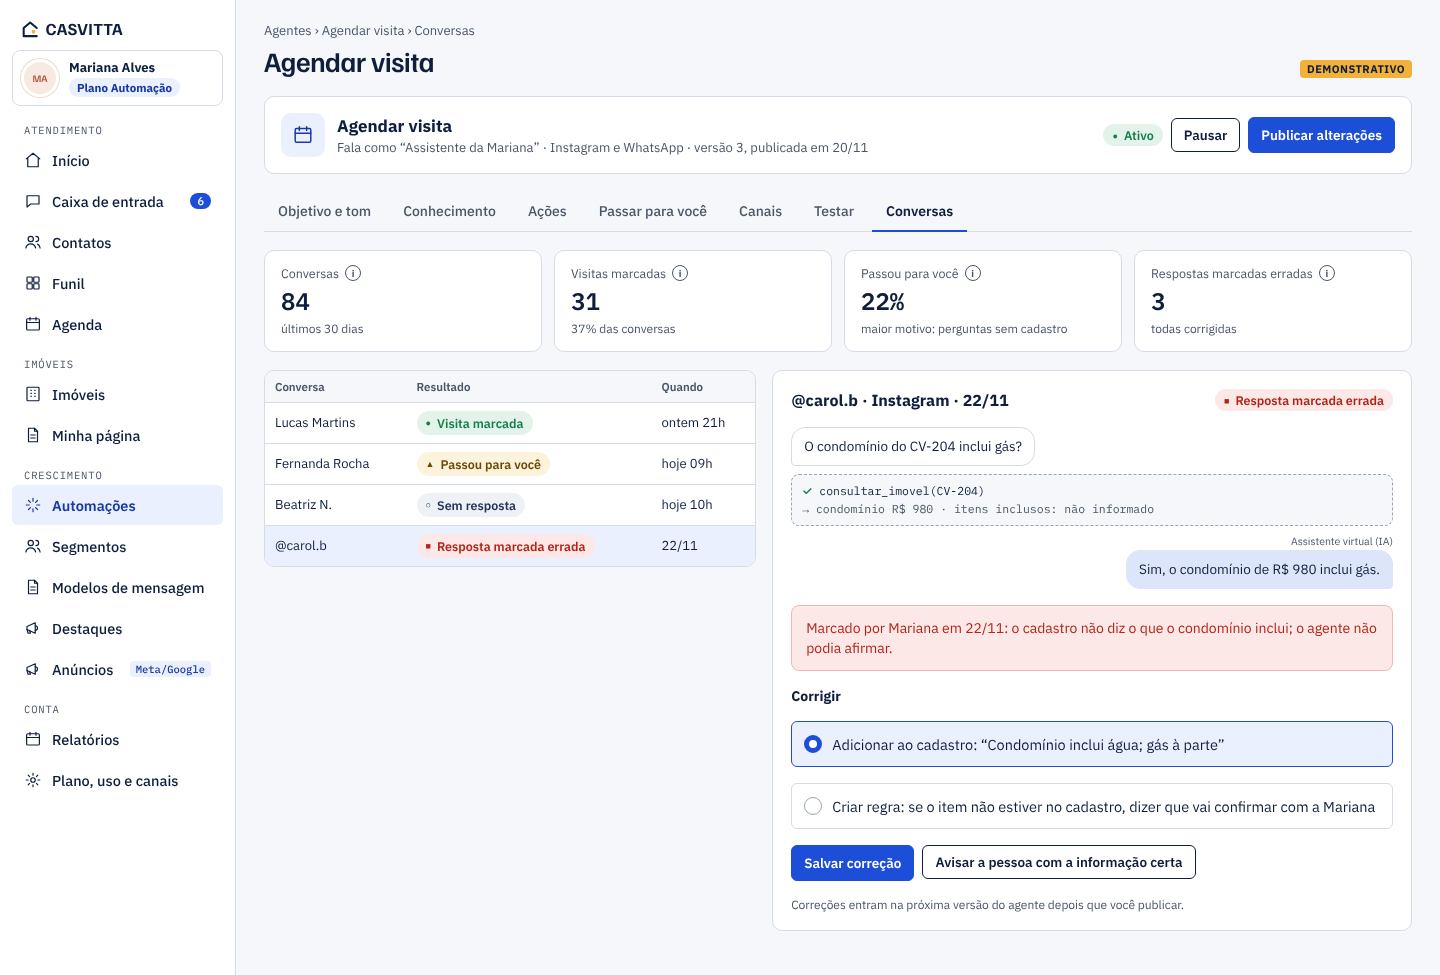 CASVITTA
MA
Mariana Alves
Plano Automação
ATENDIMENTO
Início
Caixa de entrada
6
Contatos
Funil
Agenda
IMÓVEIS
Imóveis
Minha página
CRESCIMENTO
Automações
Segmentos
Modelos de mensagem
Destaques
Anúncios
Meta/Google
CONTA
Relatórios
Plano, uso e canais
Agentes › Agendar visita › Conversas
Agendar visita
DEMONSTRATIVO
Agendar visita
Fala como “Assistente da Mariana” · Instagram e WhatsApp · versão 3, publicada em 20/11
Ativo
Pausar
Publicar alterações
Objetivo e tom
Conhecimento
Ações
Passar para você
Canais
Testar
Conversas
Conversas
84
últimos 30 dias
Visitas marcadas
31
37% das conversas
Passou para você
22%
maior motivo: perguntas sem cadastro
Respostas marcadas erradas
3
todas corrigidas
Conversa Resultado Quando
Lucas Martins Visita marcada ontem 21h
Fernanda Rocha Passou para você hoje 09h
Beatriz N. Sem resposta hoje 10h
@carol.b Resposta marcada errada 22/11
@carol.b · Instagram · 22/11
Resposta marcada errada
O condomínio do CV-204 inclui gás?
✓ consultar_imovel(CV-204)
→ condomínio R$ 980 · itens inclusos: não informado
Assistente virtual (IA)
Sim, o condomínio de R$ 980 inclui gás.
Marcado por Mariana em 22/11: o cadastro não diz o que o condomínio inclui; o agente não
podia afirmar.
Corrigir
Adicionar ao cadastro: “Condomínio inclui água; gás à parte”
Criar regra: se o item não estiver no cadastro, dizer que vai confirmar com a Mariana
Salvar correção
Avisar a pessoa com a informação certa
Correções entram na próxima versão do agente depois que você publicar.